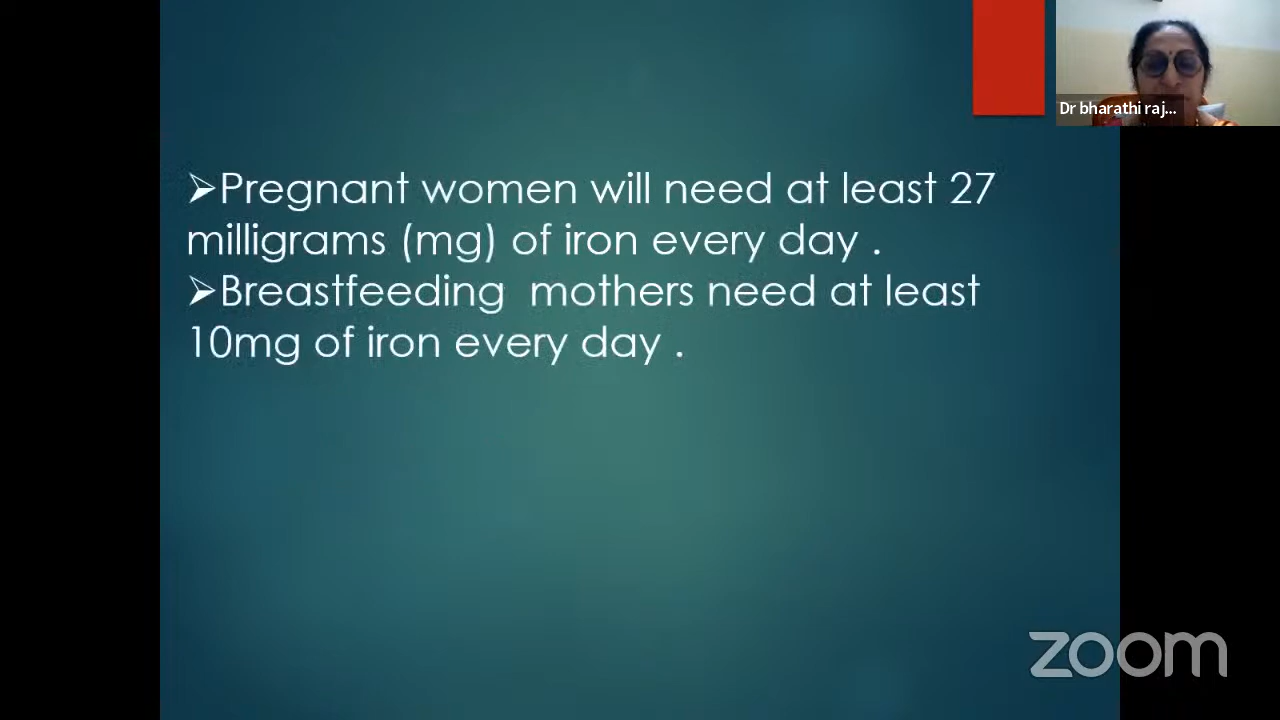 Dr bharathi raj...
➢Pregnant women will need at least 27
milligrams (mg) of iron every day .
➢Breastfeeding  mothers need at least
10mg of iron every day .
zoom